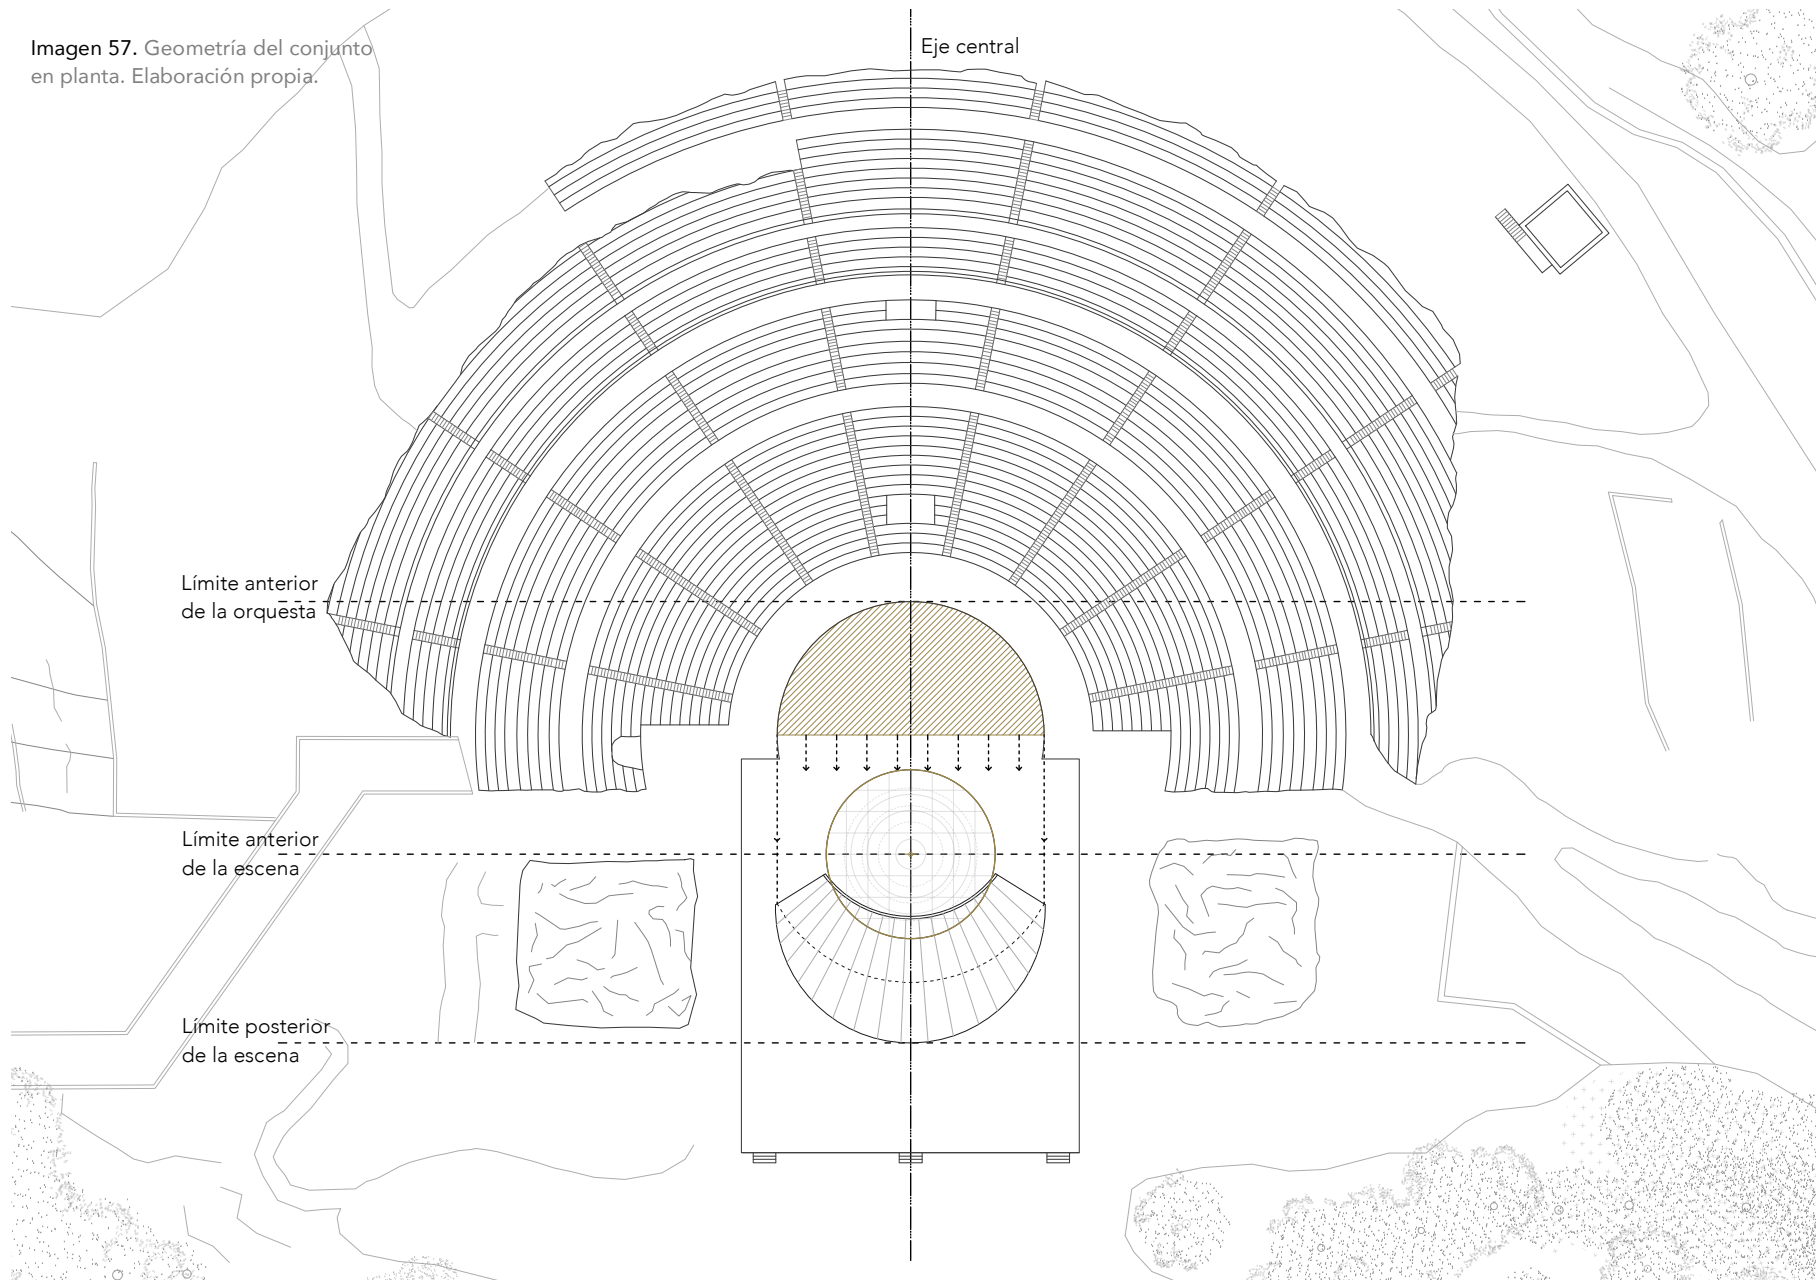 Imagen 57. Geometría del conjunto
en planta. Elaboración propia.
Eje central
Límite anterior
de la orquesta
Límite anterior
de la escena
Límite posterior
de la escena